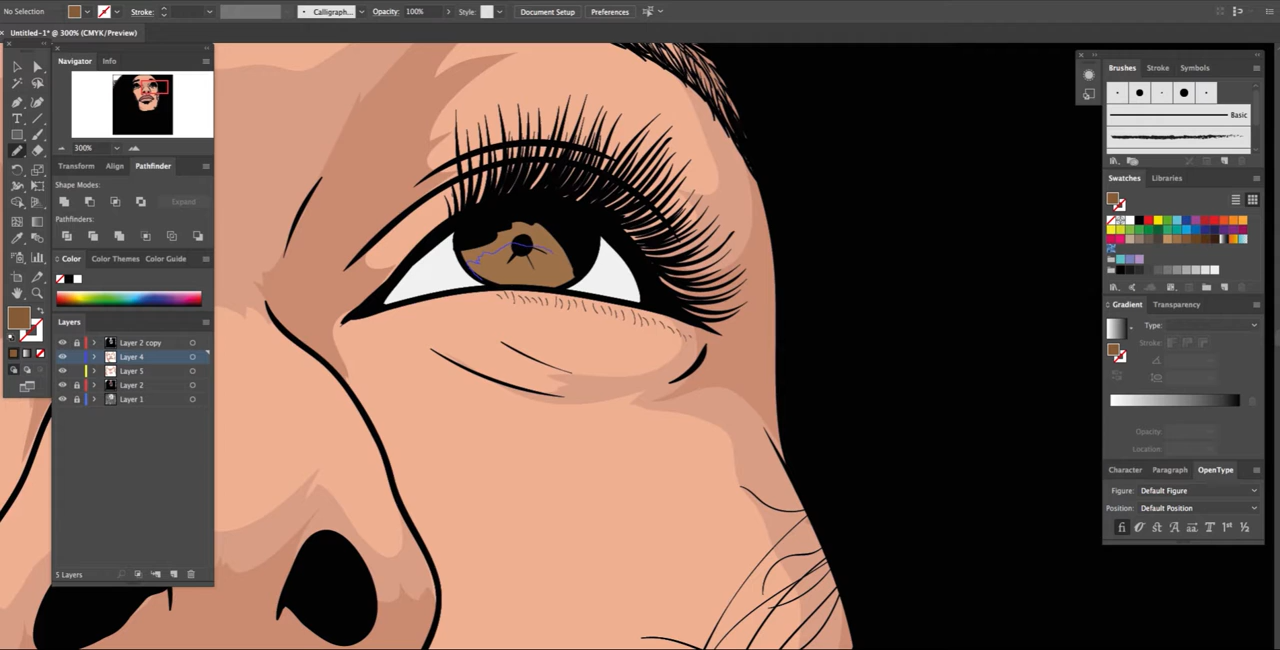 No Selection Stroke: Calligraph... Opacity: 100% Style: Document Setup Preferences
Untitled-1* @ 300% (CMYK/Preview)
Navigator Info
300%
Transform Align Pathfinder
Shape Modes:
Expand
Pathfinders:
Color Color Themes Color Guide
Layers
Layer 2 copy
Layer 4
Layer 5
Layer 2
Layer 1
5 Layers
Brushes Stroke Symbols
Basic
Swatches Libraries
Gradient Transparency
Type:
Stroke:
Opacity:
Location:
Character Paragraph OpenType
Figure: Default Figure
Position: Default Position